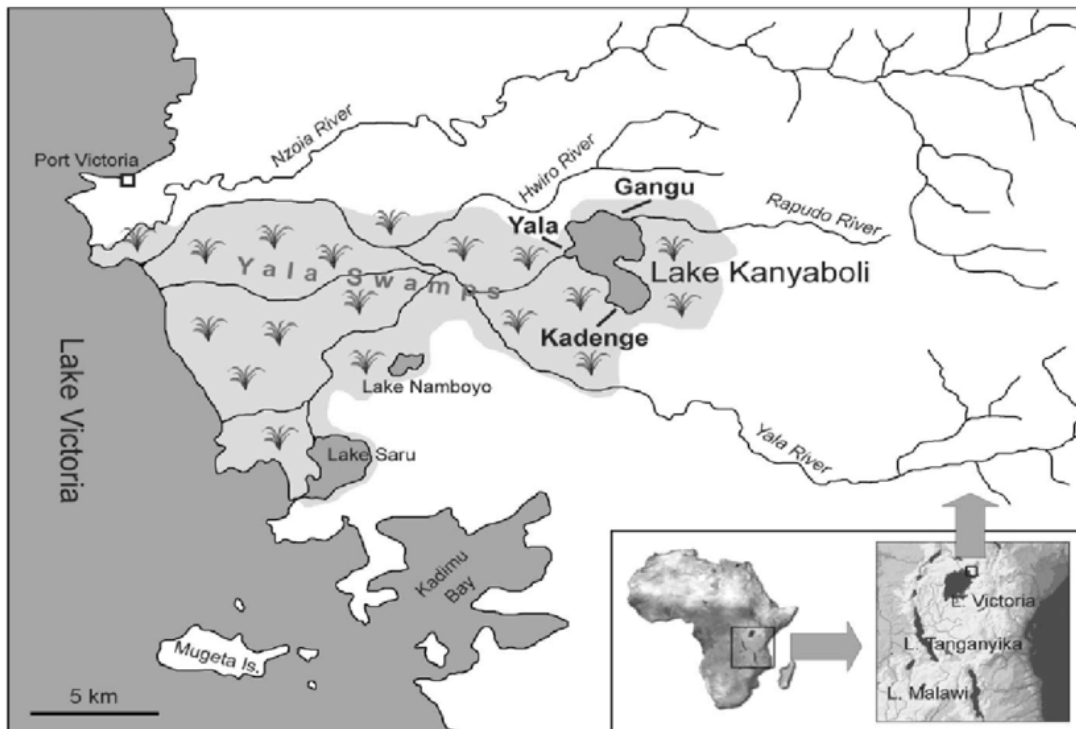 Nzoia River
Port Victoria
Hwiro River
Gangu
Rapudo River
Yala
Yala Swamps
Lake Kanyaboli
Kadenge
Lake Namboyo
Lake Victoria
Lake Saru
Yala River
Kadimu
Bay
Mugeta Is.
5 km
L. Victoria
L. Tanganyika
L. Malawi